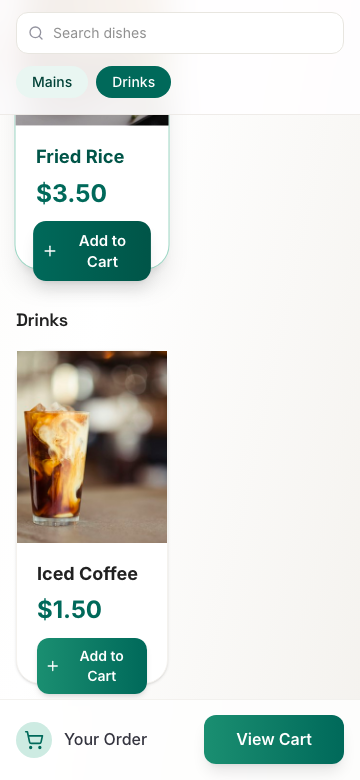 Search dishes
Mains
Drinks
Fried Rice
$3.50
Add to
Cart
Drinks
Iced Coffee
$1.50
Add to
Cart
Your Order
View Cart